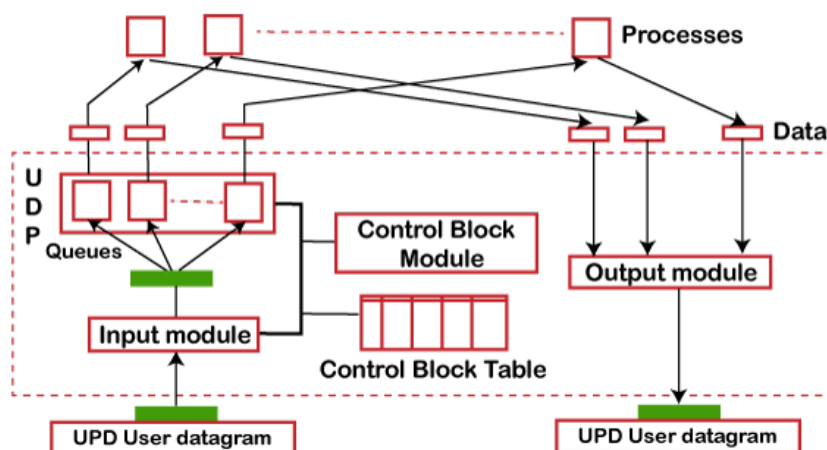 Processes
Data
U
D
P
Queues
Control Block
Module
Output module
Input module
Control Block Table
UPD User datagram
UPD User datagram